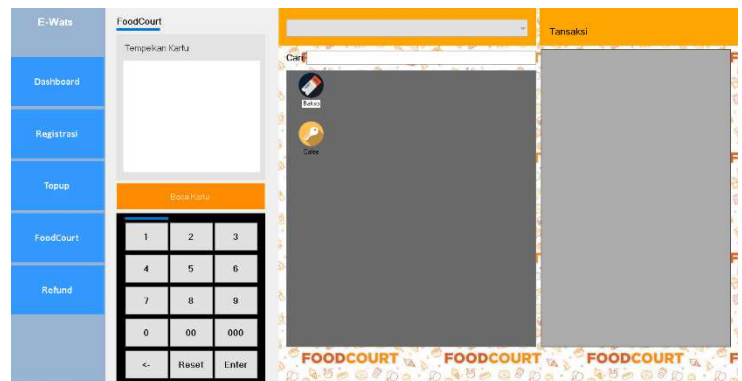 E-Wats
Dashboard
Registrasi
Topup
FoodCourt
Refund
FoodCourt
Tempelkan Kartu
Baca Kartu
1 2 3
4 5 6
7 8 9
0 00 000
<- Reset Enter
Cari
Bakso
Tansaksi
FOODCOURT FOODCOURT FOODCOURT F